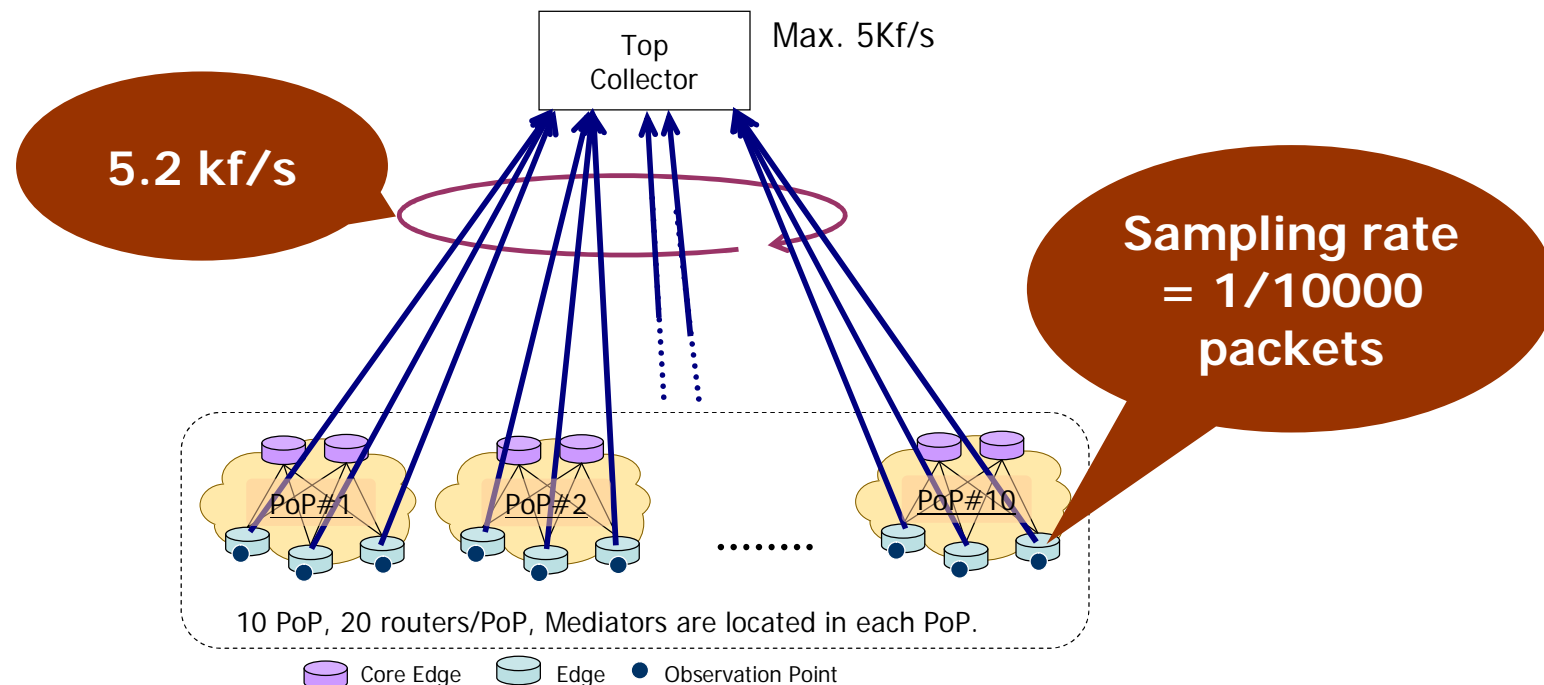 Top
Collector
Max. 5Kf/s
5.2 kf/s
Sampling rate
= 1/10000
packets
PoP#1
PoP#2
PoP#10
10 PoP, 20 routers/PoP, Mediators are located in each PoP.
Core Edge
Edge
Observation Point